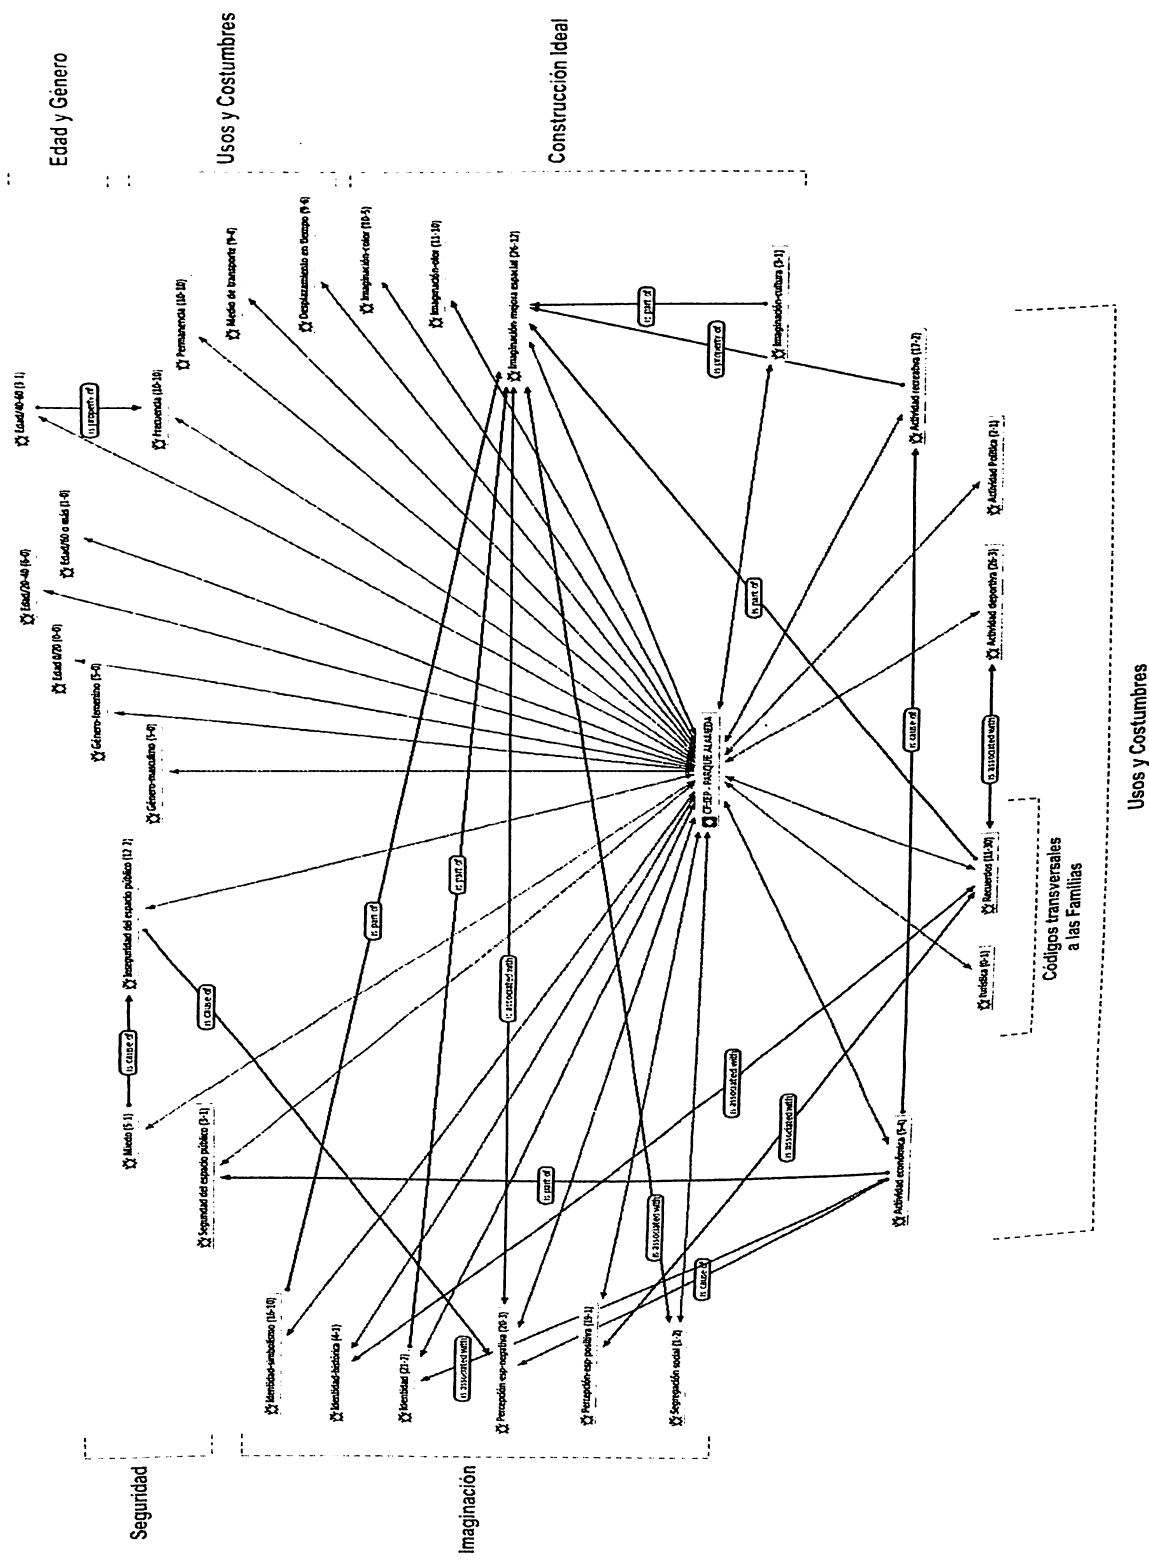 Edad y Género
Usos y Costumbres
Construcción Ideal
Edad/40-60 (3-1)
is property of
Frecuencia (10-10)
Permanencia (10-10)
Medio de transporte (9-4)
Desplazamiento en tiempo (9-6)
Imaginación-color (10-5)
Imaginación-olor (11-10)
Imaginación-mejora espacial (26-12)
is part of
is property of
Imaginación-cultura (3-1)
Actividad recreativa (17-2)
Actividad Política (2-1)
Actividad deportiva (26-3)
Edad/60 o más (1-0)
Edad/20-40 (6-0)
Edad 0/20 (0-0)
Género-femenino (5-0)
Género-masculino (5-0)
is part of
is part of
is part of
CF:EP - PARQUE ALAMEDA
is cause of
is associated with
Inseguridad del espacio público (12-2)
is cause of
is cause of
Miedo (5-1)
Seguridad del espacio público (3-1)
is associated with
is associated with
is associated with
is part of
is associated with
is cause of
is associated with
Recuerdos (11-30)
turística (0-1)
Códigos transversales
a las Familias
Usos y Costumbres
Actividad económica (5-4)
Identidad-simbolismo (16-10)
Identidad-histórica (4-1)
Identidad (21-7)
Percepción esp-negativa (20-3)
Percepción-esp-positiva (19-1)
Segregación social (1-2)
Seguridad
Imaginación